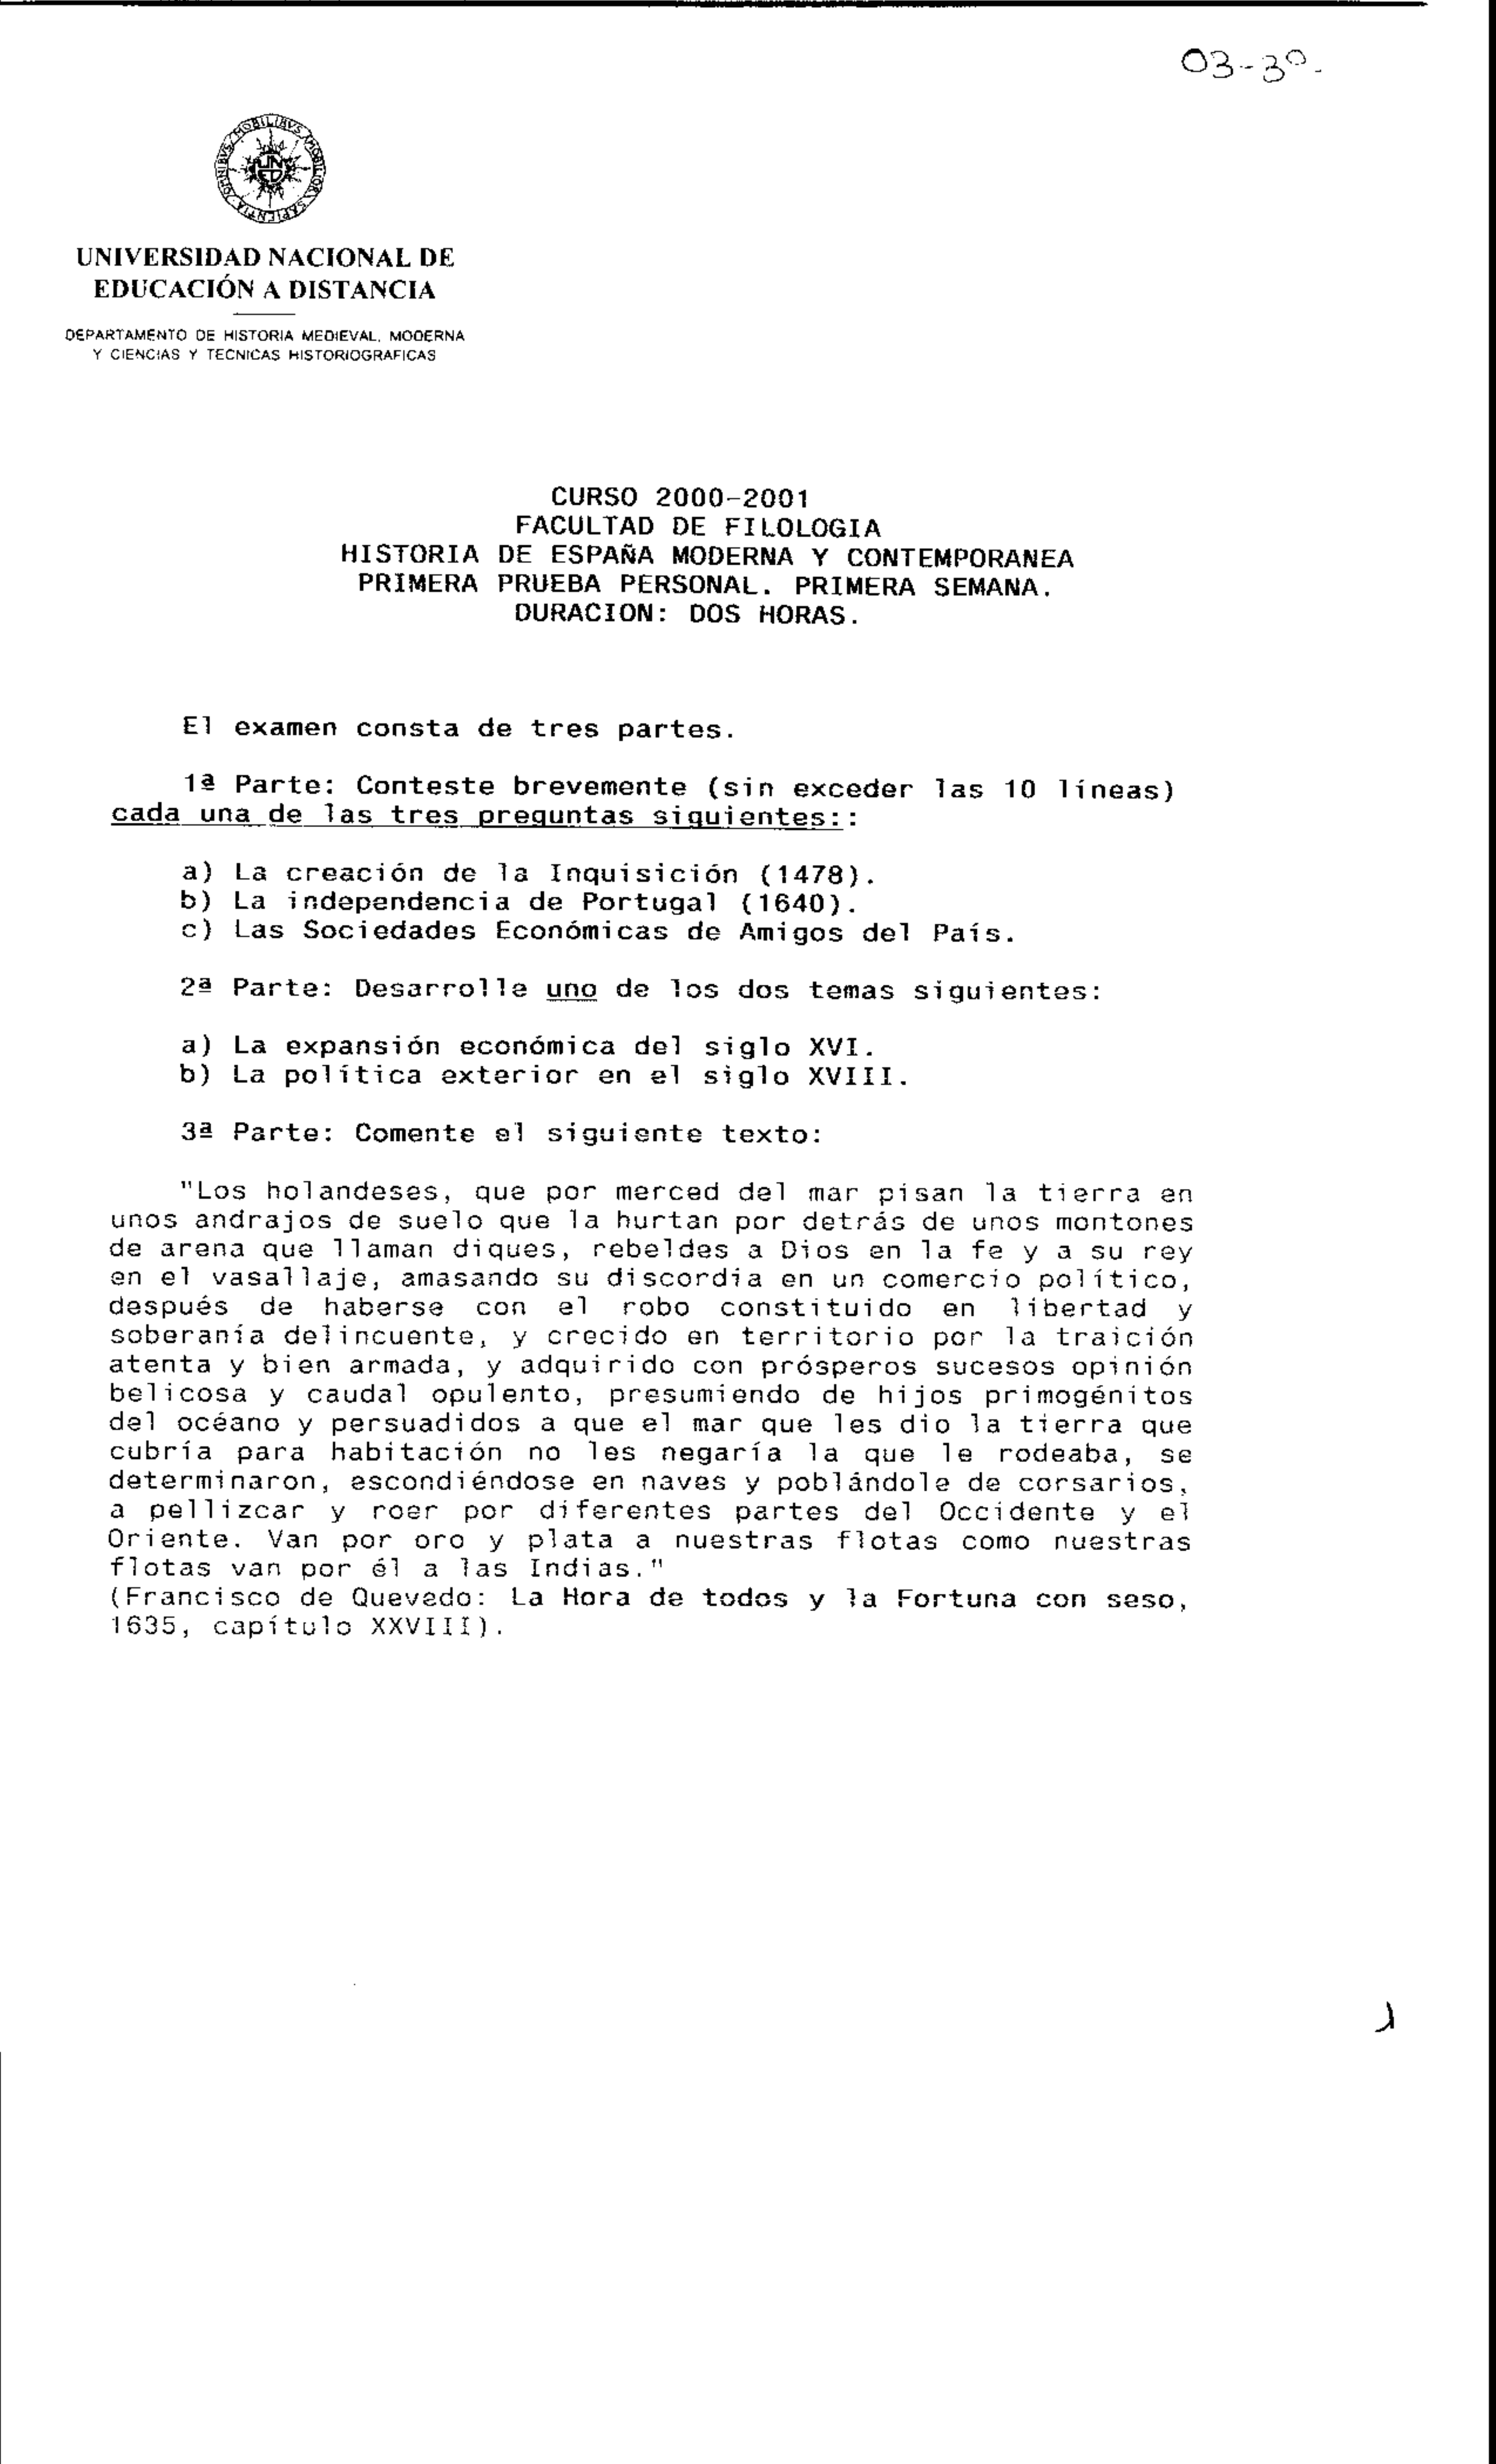 03-30-
OMNIBVS MOBILIBVS MOBILIOR SAPIENTIA
UN
ED
UNIVERSIDAD NACIONAL DE
EDUCACIÓN A DISTANCIA
DEPARTAMENTO DE HISTORIA MEDIEVAL, MODERNA
Y CIENCIAS Y TECNICAS HISTORIOGRAFICAS
CURSO 2000-2001
FACULTAD DE FILOLOGIA
HISTORIA DE ESPAÑA MODERNA Y CONTEMPORANEA
PRIMERA PRUEBA PERSONAL. PRIMERA SEMANA.
DURACION: DOS HORAS.
El examen consta de tres partes.
1ª Parte: Conteste brevemente (sin exceder las 10 líneas)
cada una de las tres preguntas siguientes::
a) La creación de la Inquisición (1478).
b) La independencia de Portugal (1640).
c) Las Sociedades Económicas de Amigos del País.
2ª Parte: Desarrolle uno de los dos temas siguientes:
a) La expansión económica del siglo XVI.
b) La política exterior en el siglo XVIII.
3ª Parte: Comente el siguiente texto:
"Los holandeses, que por merced del mar pisan la tierra en
unos andrajos de suelo que la hurtan por detrás de unos montones
de arena que llaman diques, rebeldes a Dios en la fe y a su rey
en el vasallaje, amasando su discordia en un comercio político,
después de haberse con el robo constituido en libertad y
soberanía delincuente, y crecido en territorio por la traición
atenta y bien armada, y adquirido con prósperos sucesos opinión
belicosa y caudal opulento, presumiendo de hijos primogénitos
del océano y persuadidos a que el mar que les dio la tierra que
cubría para habitación no les negaría la que le rodeaba, se
determinaron, escondiéndose en naves y poblándole de corsarios,
a pellizcar y roer por diferentes partes del Occidente y el
Oriente. Van por oro y plata a nuestras flotas como nuestras
flotas van por él a las Indias."
(Francisco de Quevedo: La Hora de todos y la Fortuna con seso,
1635, capítulo XXVIII).